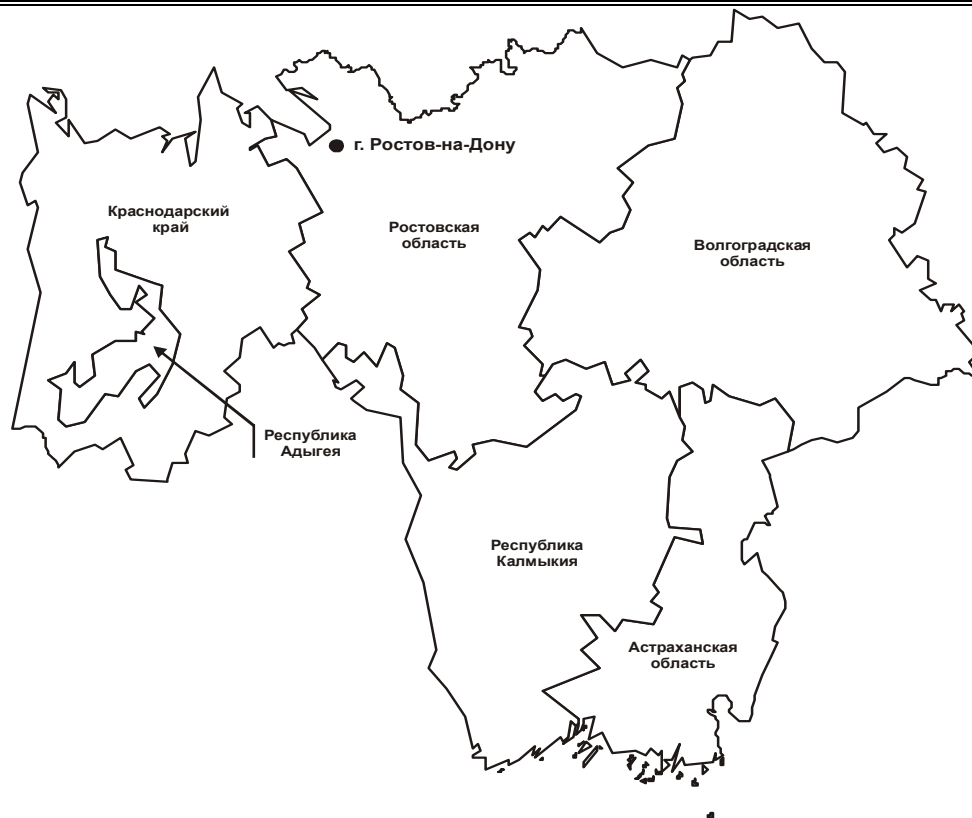 г. Ростов-на-Дону
Краснодарский
край
Ростовская
область
Волгоградская
область
Республика
Адыгея
Республика
Калмыкия
Астраханская
область